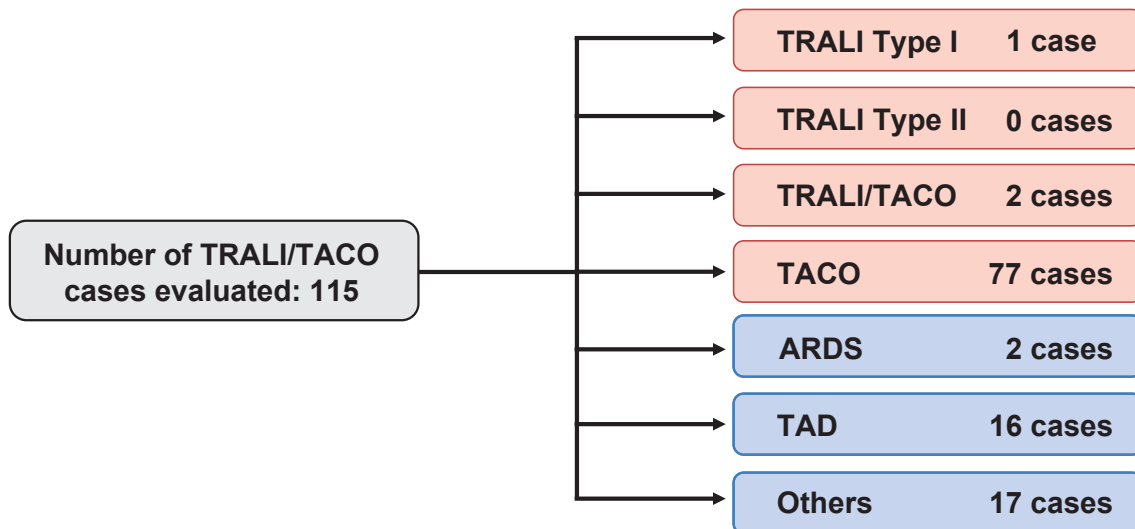 Number of TRALI/TACO
cases evaluated: 115
TRALI Type I 1 case
TRALI Type II 0 cases
TRALI/TACO 2 cases
TACO 77 cases
ARDS 2 cases
TAD 16 cases
Others 17 cases